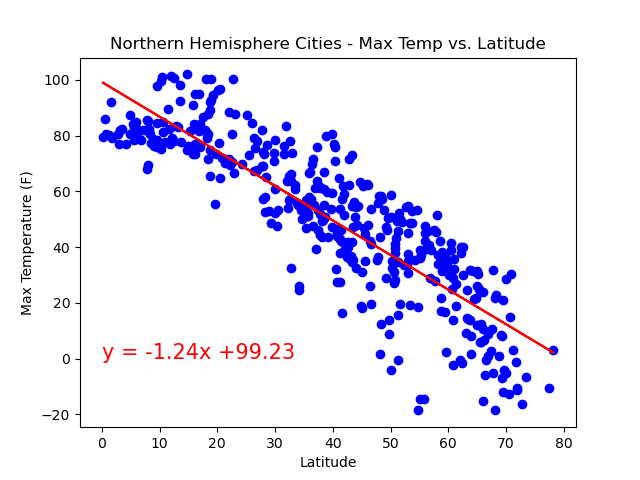 Northern Hemisphere Cities - Max Temp vs. Latitude
Max Temperature (F)
100
80
60
40
20
0
−20
y = -1.24x +99.23
0 10 20 30 40 50 60 70 80
Latitude